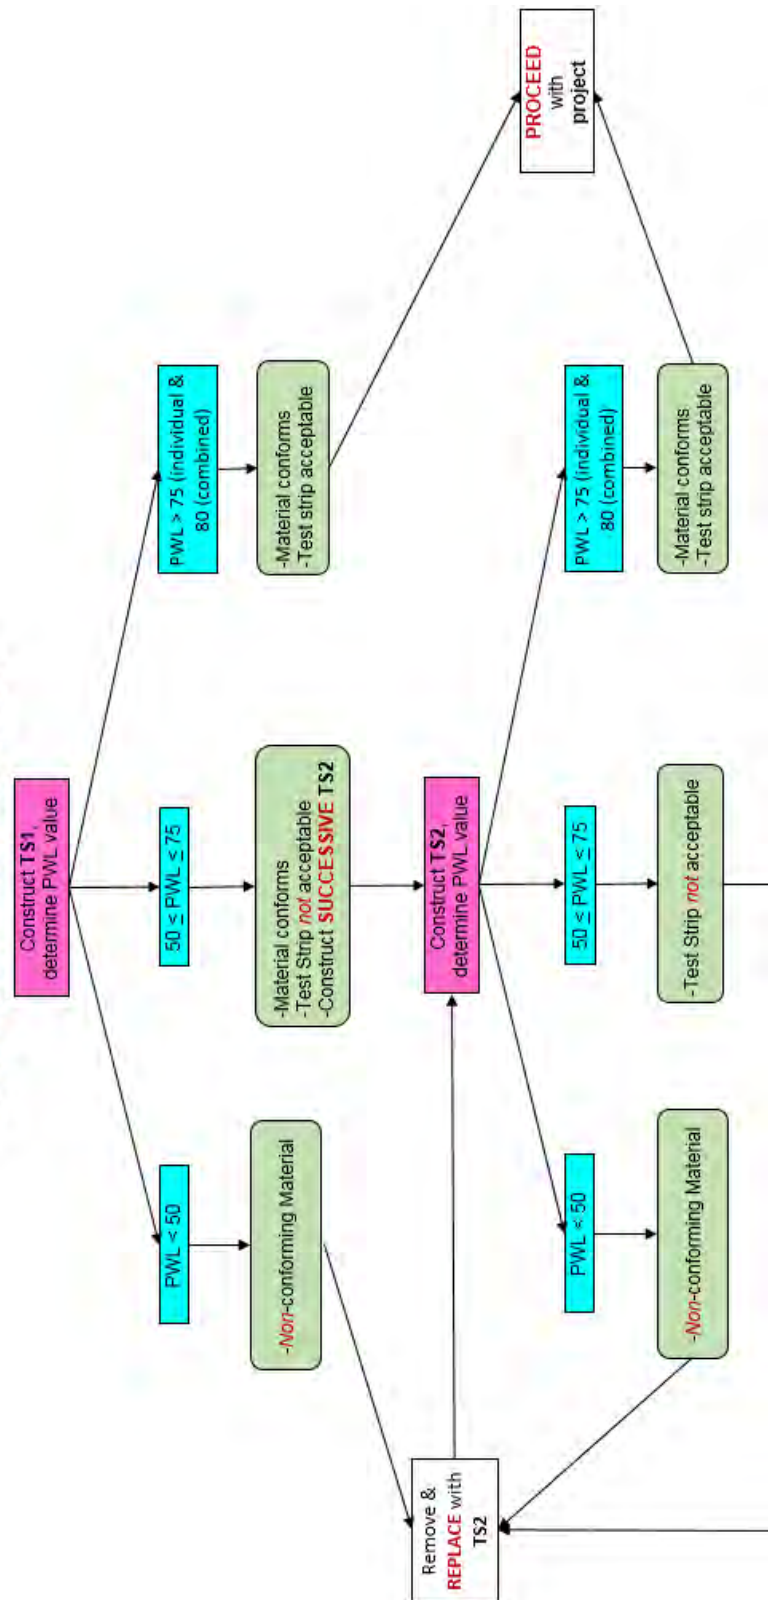 Construct TS1,
determine PWL value
PWL < 50
50 ≤ PWL ≤ 75
PWL > 75 (individual &
80 (combined)
-Non-conforming Material
-Material conforms
-Test Strip not acceptable
-Construct SUCCESSIVE TS2
-Material conforms
-Test strip acceptable
Remove &
REPLACE with
TS2
Construct TS2,
determine PWL value
PROCEED
with
project
PWL < 50
50 ≤ PWL ≤ 75
PWL > 75 (individual &
80 (combined)
-Non-conforming Material
-Test Strip not acceptable
-Material conforms
-Test strip acceptable